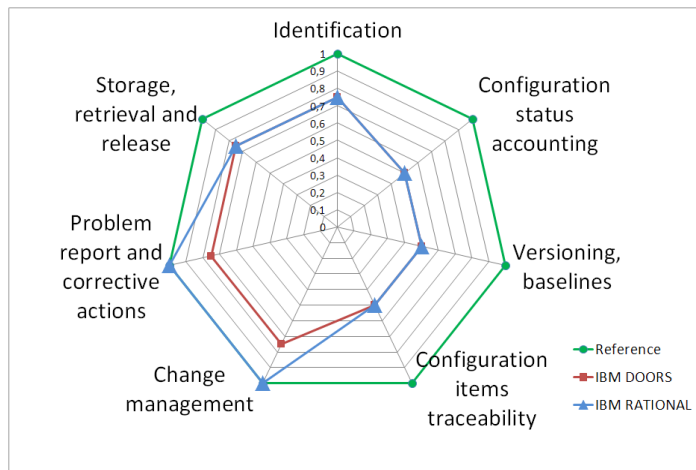 Identification
1
0,9
0,8
0,7
0,6
0,5
0,4
0,3
0,2
0,1
0
Configuration
status
accounting
Versioning,
baselines
Configuration
items
traceability
Change
management
Problem
report and
corrective
actions
Storage,
retrieval and
release
Reference
IBM DOORS
IBM RATIONAL